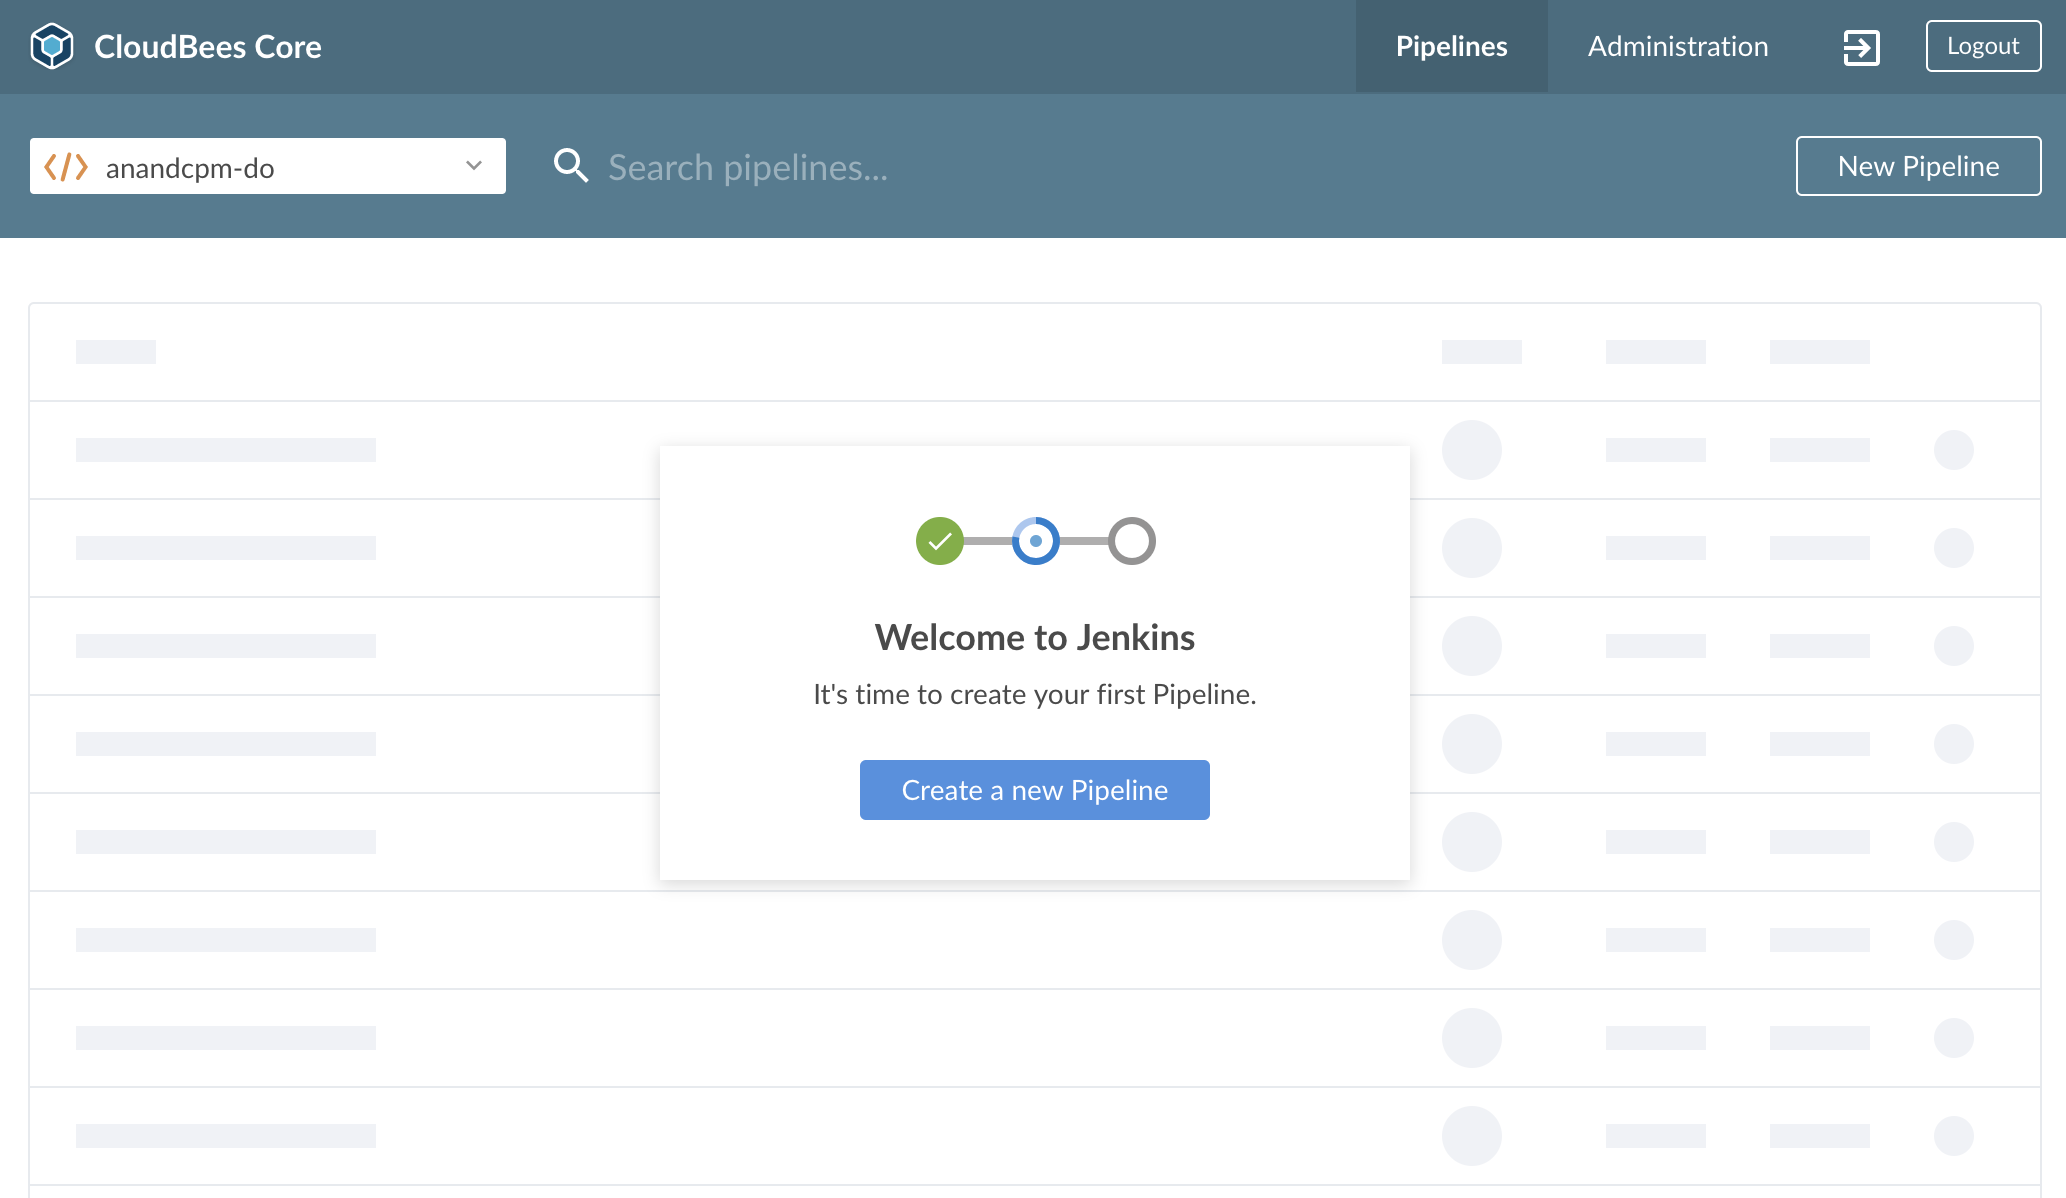 CloudBees Core
Pipelines
Administration
Logout
anandcpm-do
Search pipelines...
New Pipeline
Welcome to Jenkins
It's time to create your first Pipeline.
Create a new Pipeline